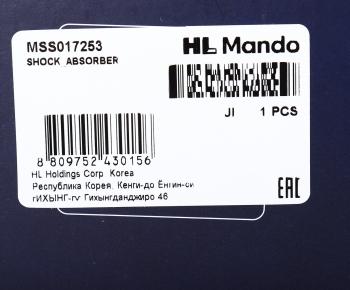 MSS017253
HL Mando
SHOCK ABSORBER
JI 1 PCS
8 809752 430156
HL Holdings Corp Korea
Республика Корея, Кенги-до Ёнгин-си
гИХЫНГ-гу Гихынгданджиро 46
EAC